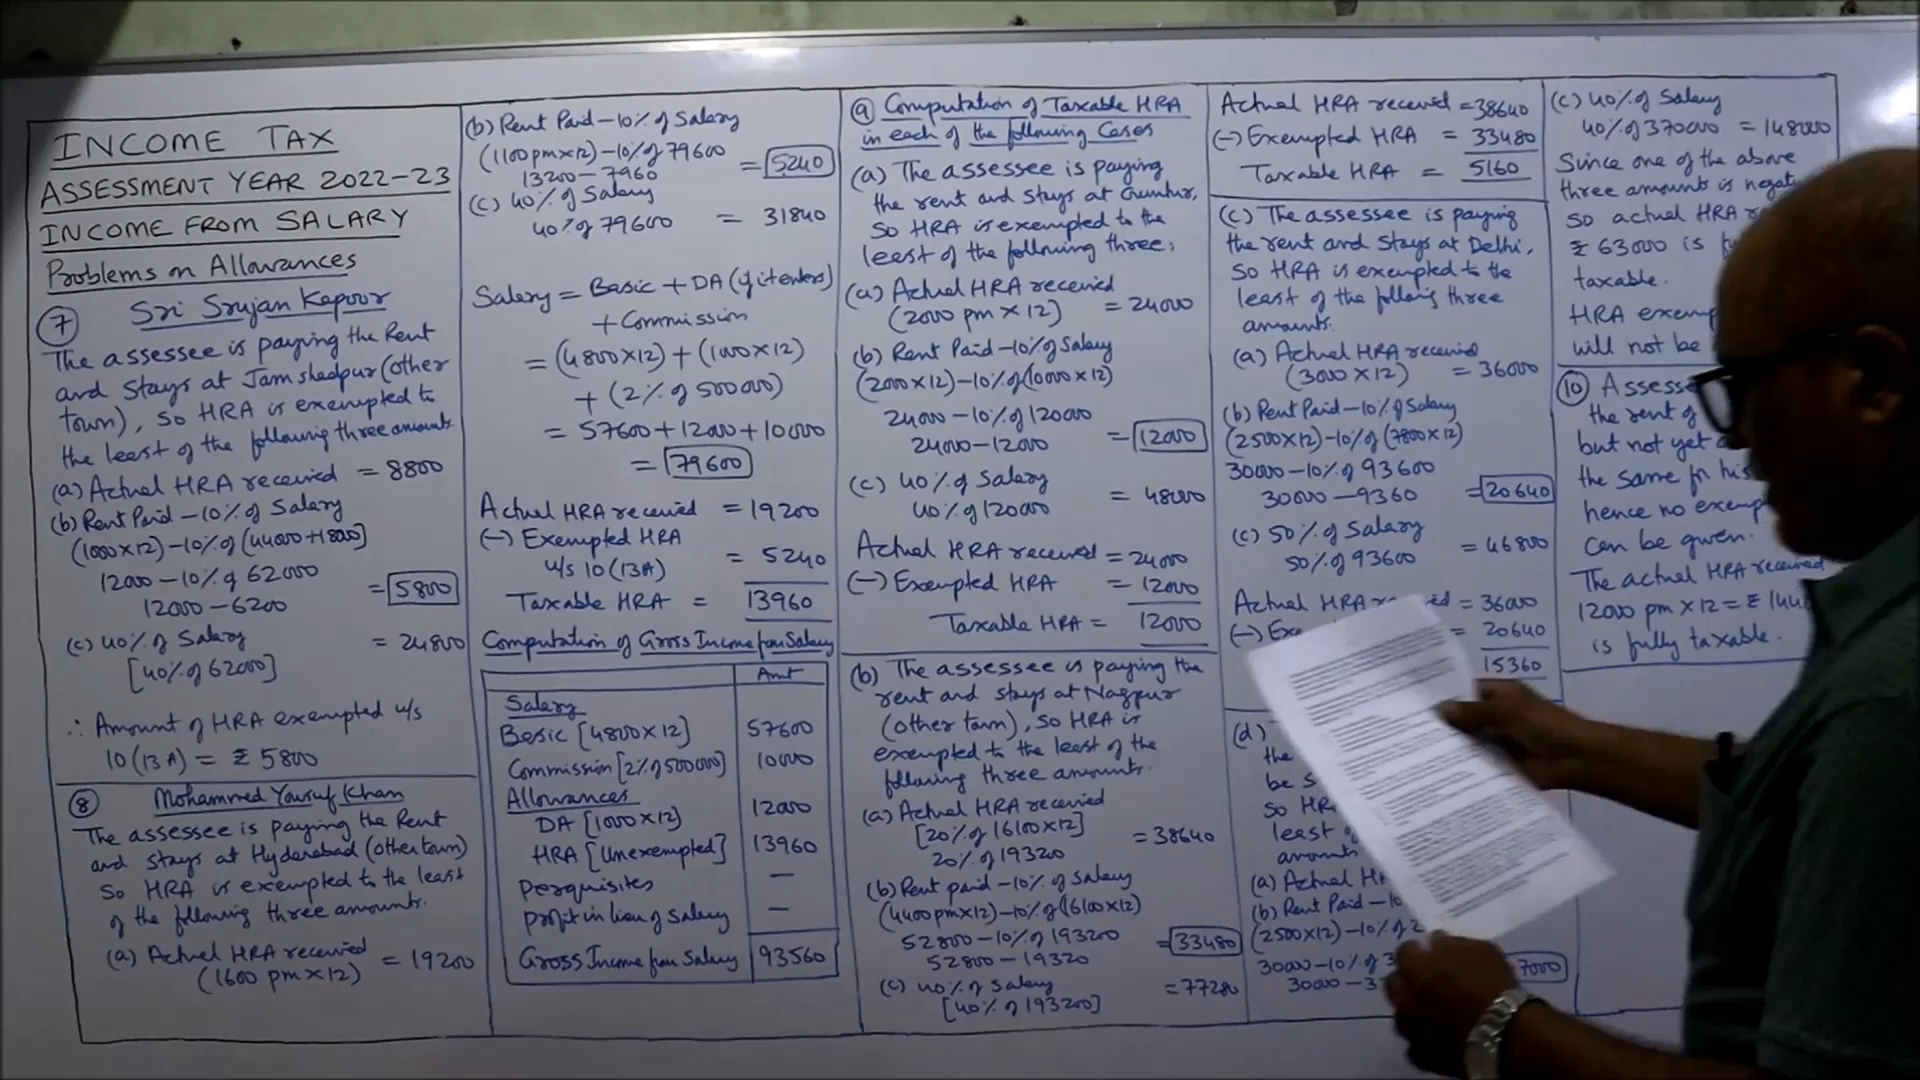 INCOME TAX
ASSESSMENT YEAR 2022-23
INCOME FROM SALARY
Problems on Allowances
7 Sri Srujan Kapoor
The assessee is paying the Rent
and stays at Jamshedpur (other
town), so HRA is exempted to
the least of the following three amounts.
(a) Actual HRA received = 8800
(b) Rent Paid - 10% of Salary
(1000×12) - 10% of [44000+18000]
12000 - 10% of 62000
12000 - 6200 = 5800
(c) 40% of Salary = 24800
[40% of 62000]
∴ Amount of HRA exempted u/s
10 (13A) = ₹ 5800
8 Mohammed Yousuf Khan
The assessee is paying the Rent
and stays at Hyderabad (other town)
So HRA is exempted to the least
of the following three amounts.
(a) Actual HRA received = 19200
(1600 pm×12)
(b) Rent Paid - 10% of Salary
(1100 pm×12) - 10% of 79600 = 5240
13200 - 7960
(c) 40% of Salary
40% of 79600 = 31840
Salary = Basic + DA (if it enters)
+ Commission
= (4800×12) + (1000×12)
+ (2% of 500000)
= 57600 + 12000 + 10000
= 79600
Actual HRA received = 19200
(-) Exempted HRA
u/s 10 (13A) = 5240
Taxable HRA = 13960
Computation of Gross Income from Salary
Amt
Salary
Basic [4800×12] 57600
Commission [2% of 500000] 10000
Allowances
DA [1000×12] 12000
HRA [Unexempted] 13960
Perquisites —
Profit in lieu of Salary —
Gross Income from Salary 93560
9 Computation of Taxable HRA
in each of the following Cases
(a) The assessee is paying
the rent and stays at Guntur,
so HRA is exempted to the
least of the following three:
(a) Actual HRA received
(2000 pm × 12) = 24000
(b) Rent Paid - 10% of Salary
(2000×12) - 10% of (10000×12)
24000 - 10% of 120000
24000 - 12000 = 12000
(c) 40% of Salary
40% of 120000 = 48000
Actual HRA received = 24000
(-) Exempted HRA = 12000
Taxable HRA = 12000
(b) The assessee is paying the
rent and stays at Nagpur
(other town), so HRA is
exempted to the least of the
following three amounts.
(a) Actual HRA received
[20% of 16100×12] = 38640
20% of 19320
(b) Rent paid - 10% of Salary
(4400 pm×12) - 10% of (16100×12)
52800 - 10% of 193200 = 33480
52800 - 19320
(c) 40% of Salary = 77280
[40% of 193200]
Actual HRA received = 38640
(-) Exempted HRA = 33480
Taxable HRA = 5160
(c) The assessee is paying
the rent and stays at Delhi,
so HRA is exempted to the
least of the following three
amounts.
(a) Actual HRA received
(3000 × 12) = 36000
(b) Rent Paid - 10% of Salary
(2500×12) - 10% of (7800×12)
30000 - 10% of 93600
30000 - 9360 = 20640
(c) 50% of Salary
50% of 93600 = 46800
Actual HRA = 36000
(-) = 20640
15360
(d)
the
be
so
least
amounts
(a) Actual
(b) Rent Paid - 10
(2500×12) - 10% of
30000 - 10% of
30000 - 7000
(c) 40% of Salary
40% of 370000 = 148000
Since one of the above
three amounts is
so actual HRA
₹ 63000 is
taxable.
HRA
will not be
10
the rent of
but not yet
the same for his
hence no
can be given.
The actual HRA received
12000 pm × 12 = ₹
is fully taxable.